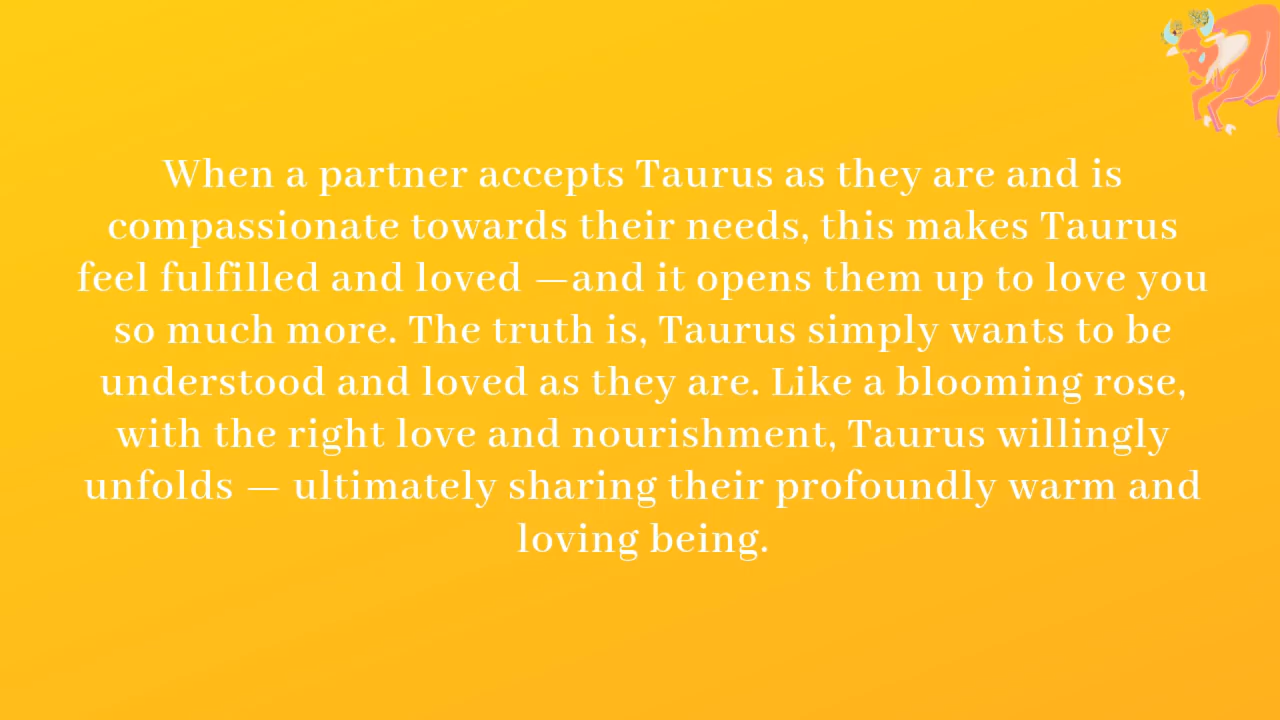 When a partner accepts Taurus as they are and is
compassionate towards their needs, this makes Taurus
feel fulfilled and loved —and it opens them up to love you
so much more. The truth is, Taurus simply wants to be
understood and loved as they are. Like a blooming rose,
with the right love and nourishment, Taurus willingly
unfolds — ultimately sharing their profoundly warm and
loving being.